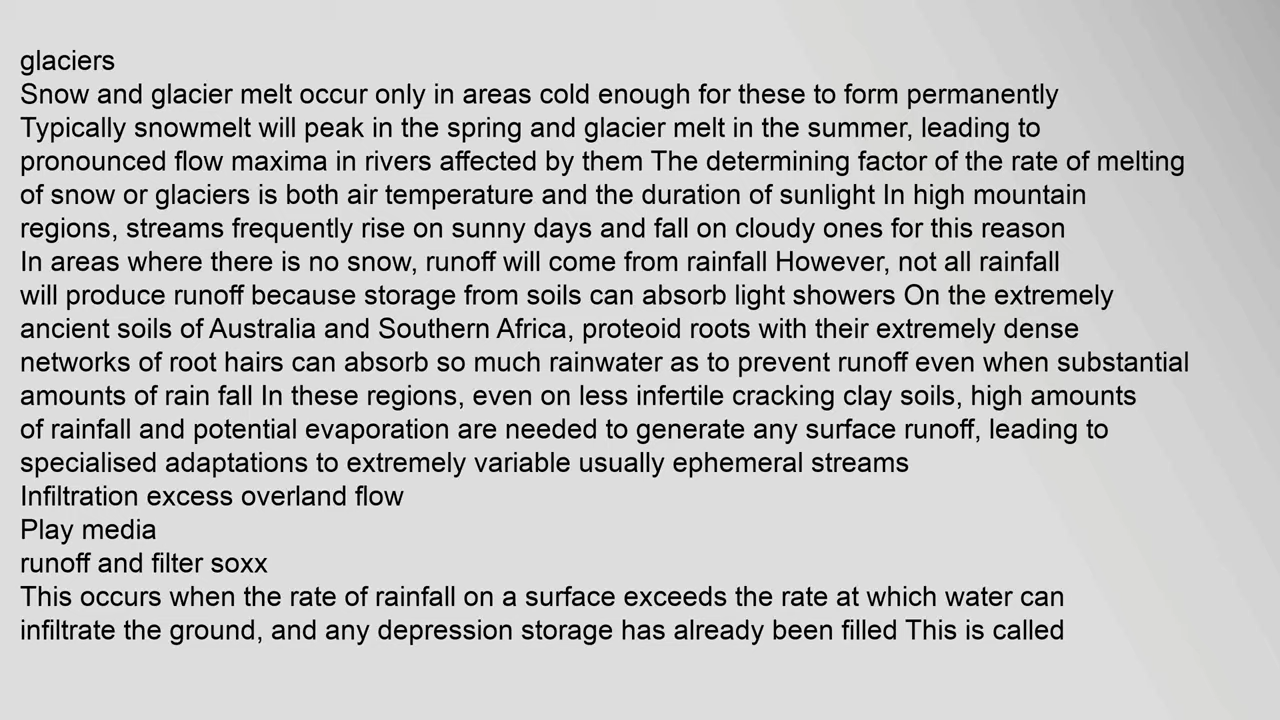 glaciers
Snow and glacier melt occur only in areas cold enough for these to form permanently
Typically snowmelt will peak in the spring and glacier melt in the summer, leading to
pronounced flow maxima in rivers affected by them The determining factor of the rate of melting
of snow or glaciers is both air temperature and the duration of sunlight In high mountain
regions, streams frequently rise on sunny days and fall on cloudy ones for this reason
In areas where there is no snow, runoff will come from rainfall However, not all rainfall
will produce runoff because storage from soils can absorb light showers On the extremely
ancient soils of Australia and Southern Africa, proteoid roots with their extremely dense
networks of root hairs can absorb so much rainwater as to prevent runoff even when substantial
amounts of rain fall In these regions, even on less infertile cracking clay soils, high amounts
of rainfall and potential evaporation are needed to generate any surface runoff, leading to
specialised adaptations to extremely variable usually ephemeral streams
Infiltration excess overland flow
Play media
runoff and filter soxx
This occurs when the rate of rainfall on a surface exceeds the rate at which water can
infiltrate the ground, and any depression storage has already been filled This is called